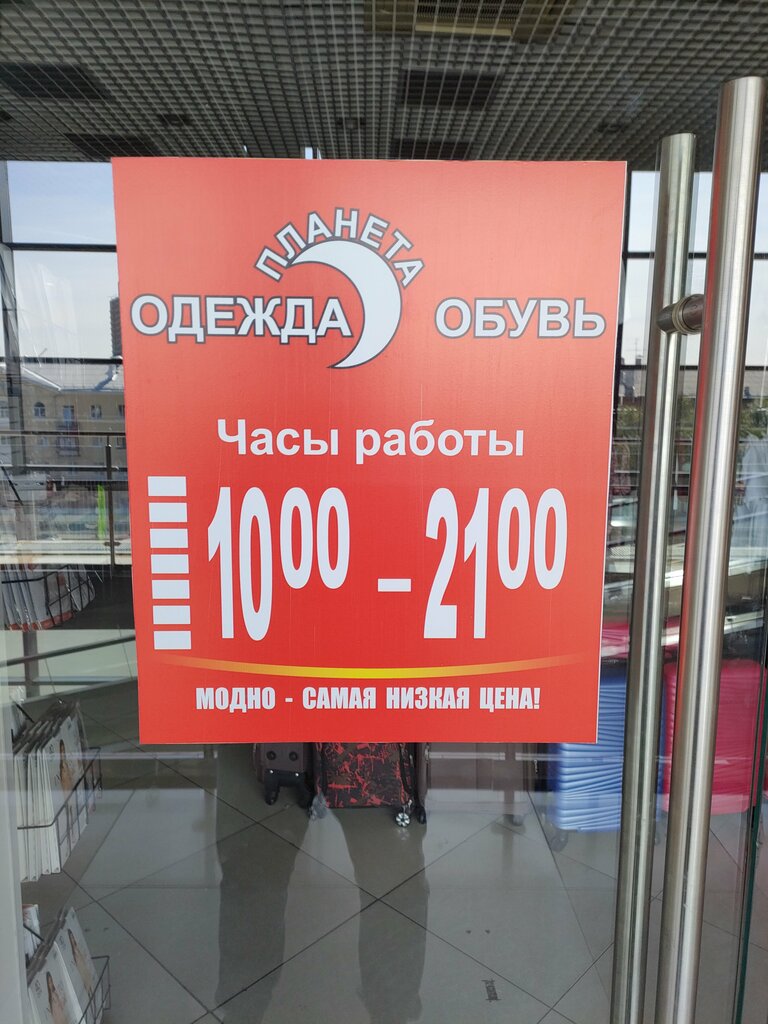 ПЛАНЕТА
ОДЕЖДА ОБУВЬ
Часы работы
10⁰⁰ – 21⁰⁰
МОДНО - САМАЯ НИЗКАЯ ЦЕНА!